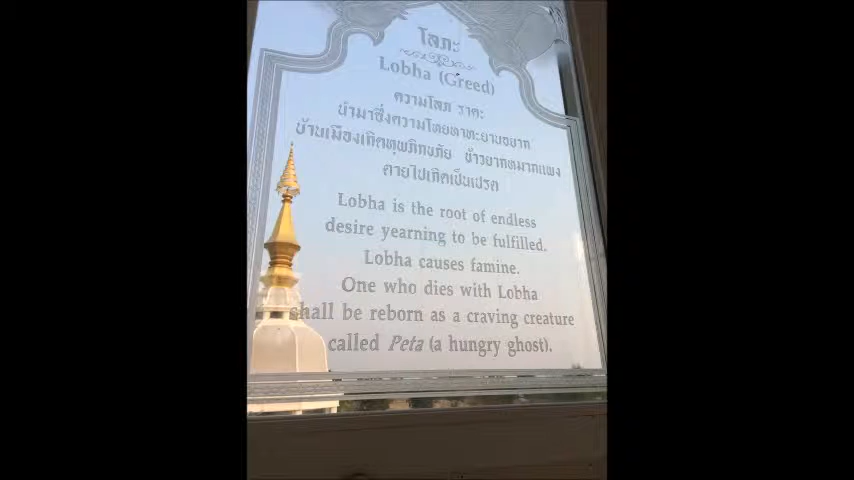 โลภะ
Lobha (Greed)
ความโลภ ราคะ
นำมาซึ่งความโหยหาทะยานอยาก
บ้านเมืองเกิดทุพภิกขภัย ข้าวยากหมากแพง
ตายไปเกิดเป็นเปรต
Lobha is the root of endless
desire yearning to be fulfilled.
Lobha causes famine.
One who dies with Lobha
shall be reborn as a craving creature
called Peta (a hungry ghost).